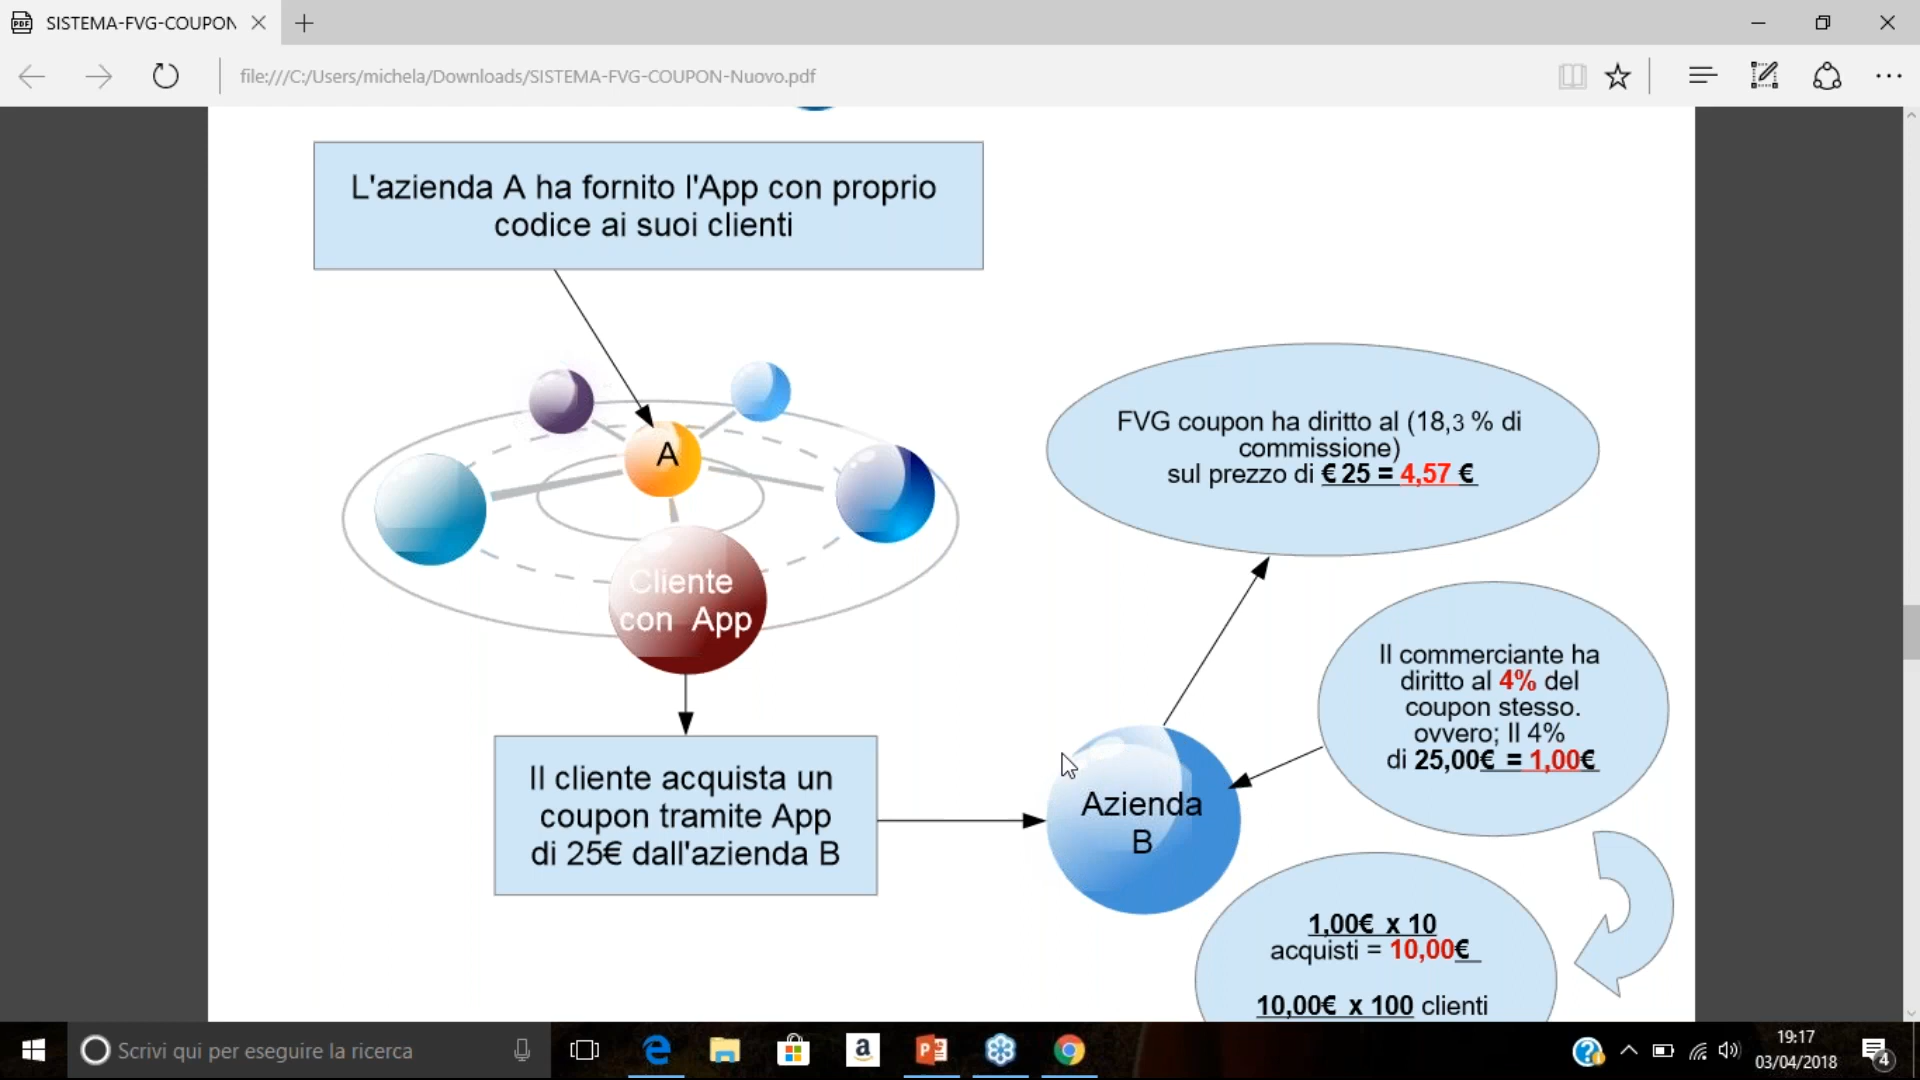 SISTEMA-FVG-COUPON
file:///C:/Users/michela/Downloads/SISTEMA-FVG-COUPON-Nuovo.pdf
L'azienda A ha fornito l'App con proprio
codice ai suoi clienti
A
Cliente
con App
Il cliente acquista un
coupon tramite App
di 25€ dall'azienda B
FVG coupon ha diritto al (18,3 % di
commissione)
sul prezzo di € 25 = 4,57 €
Il commerciante ha
diritto al 4% del
coupon stesso.
ovvero; Il 4%
di 25,00€ = 1,00€
Azienda
B
1,00€ x 10
acquisti = 10,00€
10,00€ x 100 clienti
Scrivi qui per eseguire la ricerca
19:17
03/04/2018
4